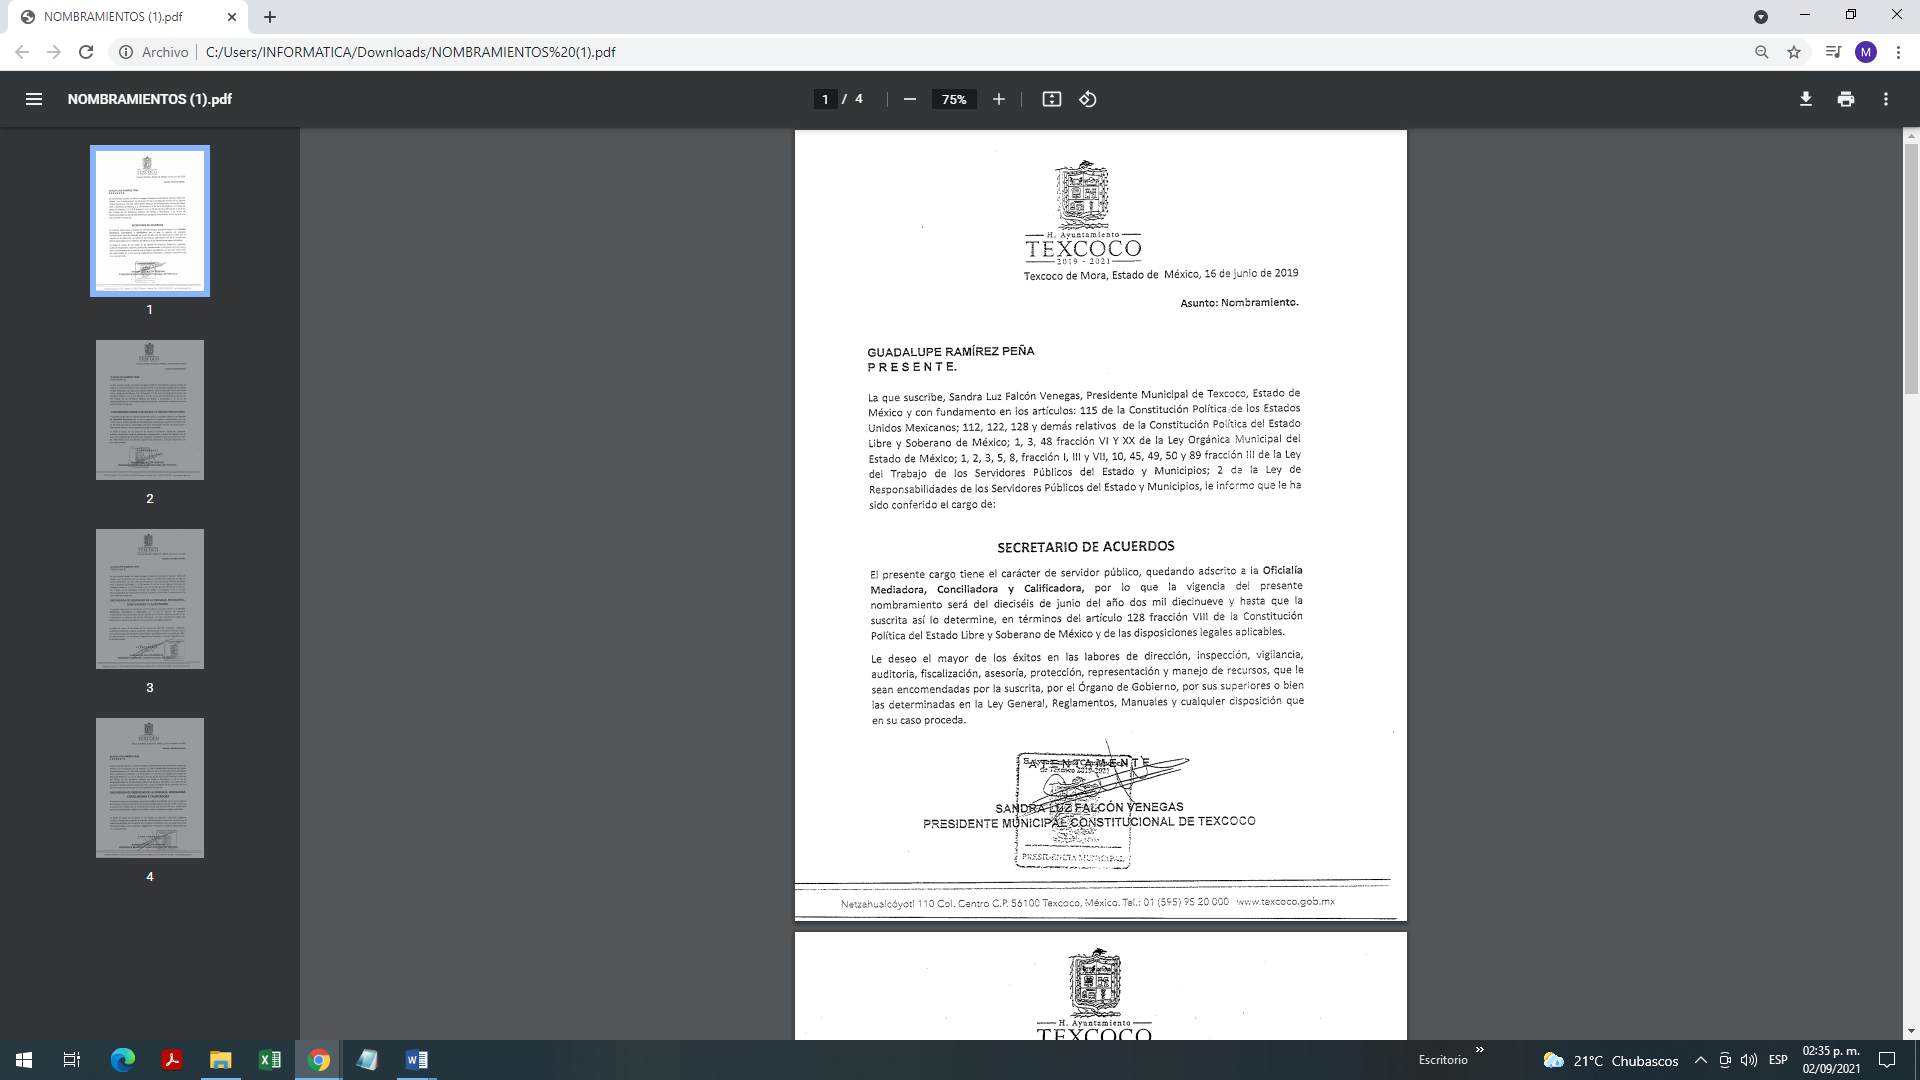 NOMBRAMIENTOS (1).pdf
Archivo
C:/Users/INFORMATICA/Downloads/NOMBRAMIENTOS%20(1).pdf
M
NOMBRAMIENTOS (1).pdf
1 / 4
75%
1
2
3
4
H. Ayuntamiento
TEXCOCO
2019 - 2021
Texcoco de Mora, Estado de México, 16 de junio de 2019
Asunto: Nombramiento.
GUADALUPE RAMÍREZ PEÑA
P R E S E N T E.
La que suscribe, Sandra Luz Falcón Venegas, Presidente Municipal de Texcoco, Estado de
México y con fundamento en los artículos: 115 de la Constitución Política de los Estados
Unidos Mexicanos; 112, 122, 128 y demás relativos de la Constitución Política del Estado
Libre y Soberano de México; 1, 3, 48 fracción VI Y XX de la Ley Orgánica Municipal del
Estado de México; 1, 2, 3, 5, 8, fracción I, III y VII, 10, 45, 49, 50 y 89 fracción III de la Ley
del Trabajo de los Servidores Públicos del Estado y Municipios; 2 de la Ley de
Responsabilidades de los Servidores Públicos del Estado y Municipios, le informo que le ha
sido conferido el cargo de:
SECRETARIO DE ACUERDOS
El presente cargo tiene el carácter de servidor público, quedando adscrito a la Oficialía
Mediadora, Conciliadora y Calificadora, por lo que la vigencia del presente
nombramiento será del dieciséis de junio del año dos mil diecinueve y hasta que la
suscrita así lo determine, en términos del artículo 128 fracción VIII de la Constitución
Política del Estado Libre y Soberano de México y de las disposiciones legales aplicables.
Le deseo el mayor de los éxitos en las labores de dirección, inspección, vigilancia,
auditoria, fiscalización, asesoría, protección, representación y manejo de recursos, que le
sean encomendadas por la suscrita, por el Órgano de Gobierno, por sus superiores o bien
las determinadas en la Ley General, Reglamentos, Manuales y cualquier disposición que
en su caso proceda.
A T E N T A M E N T E
de Texcoco 2019-2021
SANDRA LUZ FALCÓN VENEGAS
PRESIDENTE MUNICIPAL CONSTITUCIONAL DE TEXCOCO
PRESIDENCIA MUNICIPAL
Netzahualcóyotl 110 Col. Centro C.P. 56100 Texcoco, México. Tel.: 01 (595) 95 20 000 www.texcoco.gob.mx
H. Ayuntamiento
TEXCOCO
Escritorio
21°C Chubascos
ESP
02:35 p. m.
02/09/2021